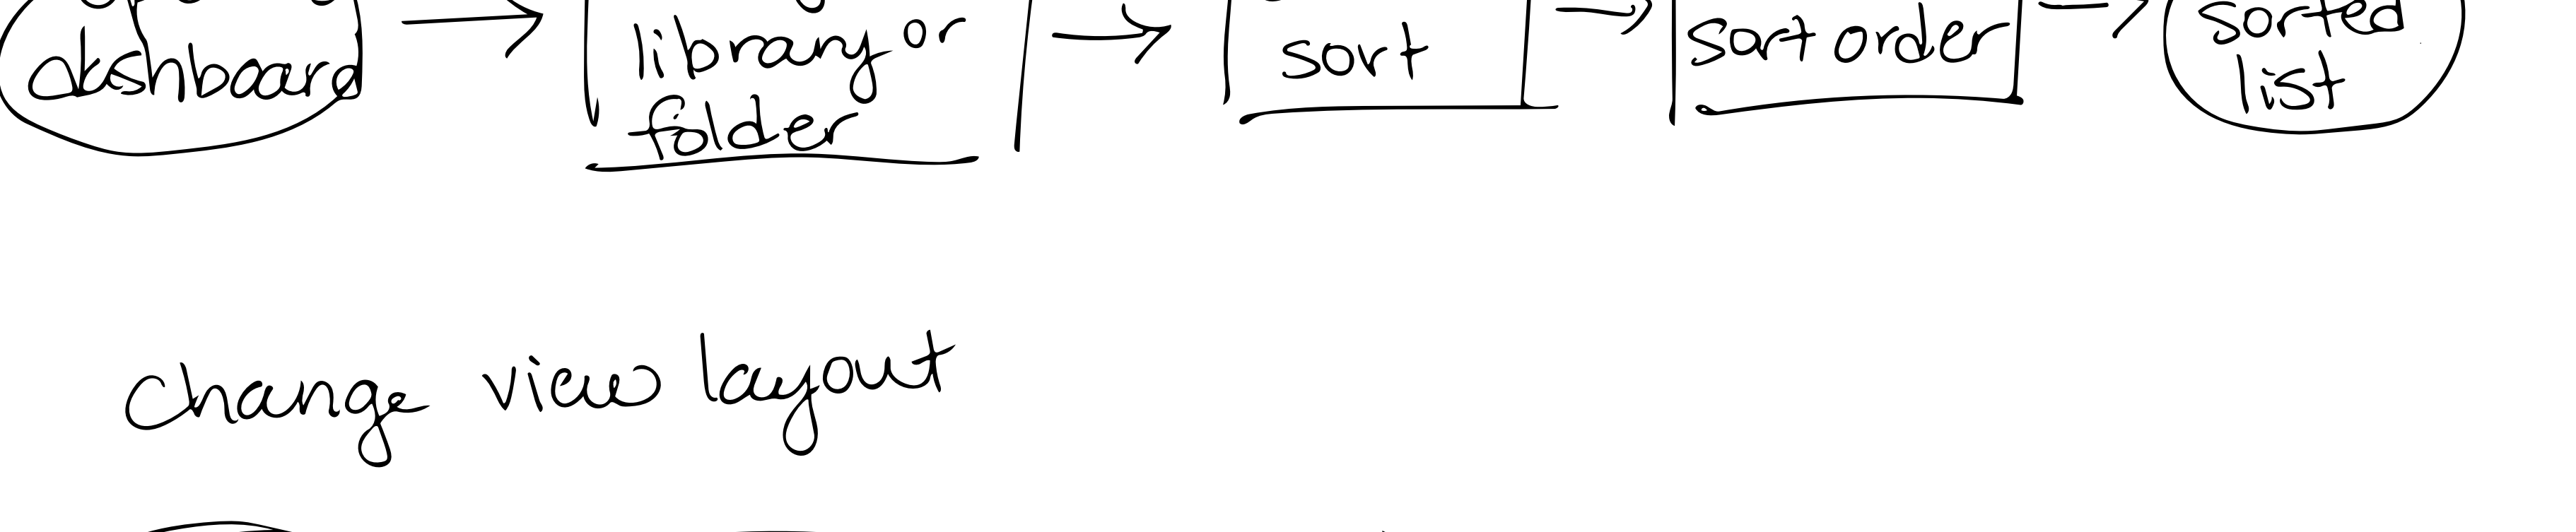 dashboard
library or
folder
sort
sort order
sorted
list
change view layout